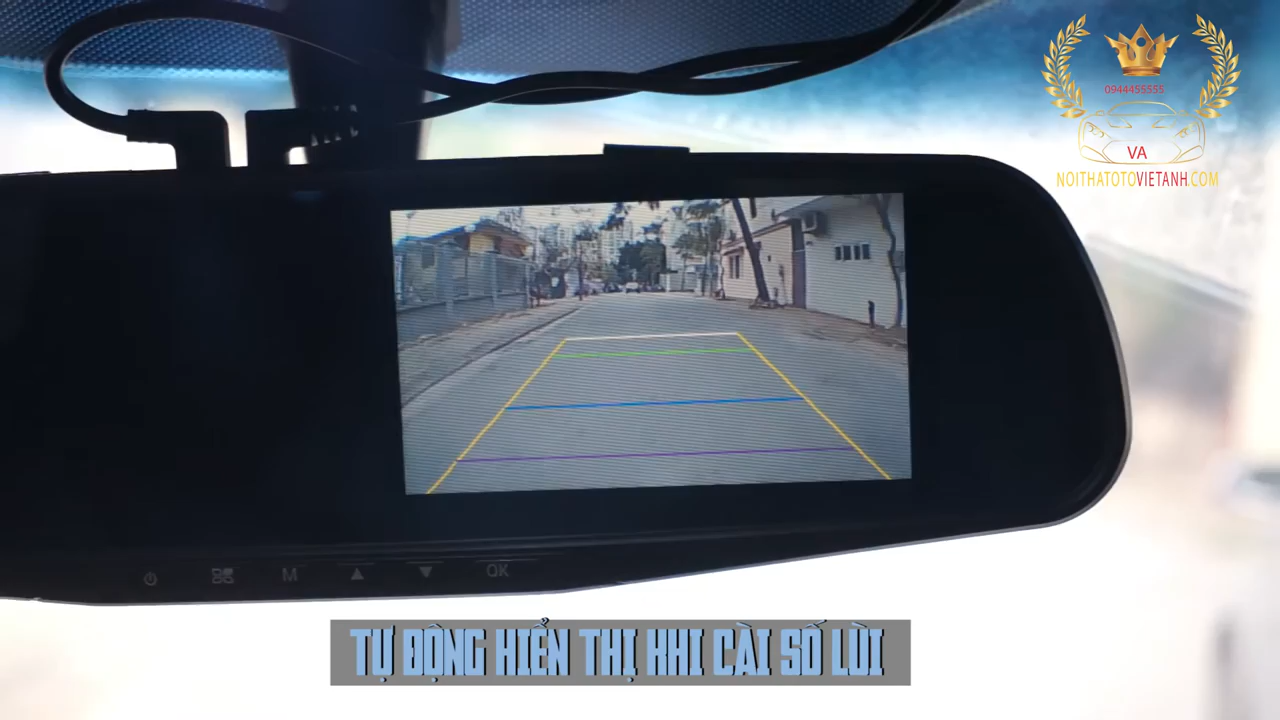 0944455555
VA
NOITHATOTOVIETANH.COM
M
OK
TỰ ĐỘNG HIỂN THỊ KHI CÀI SỐ LÙI